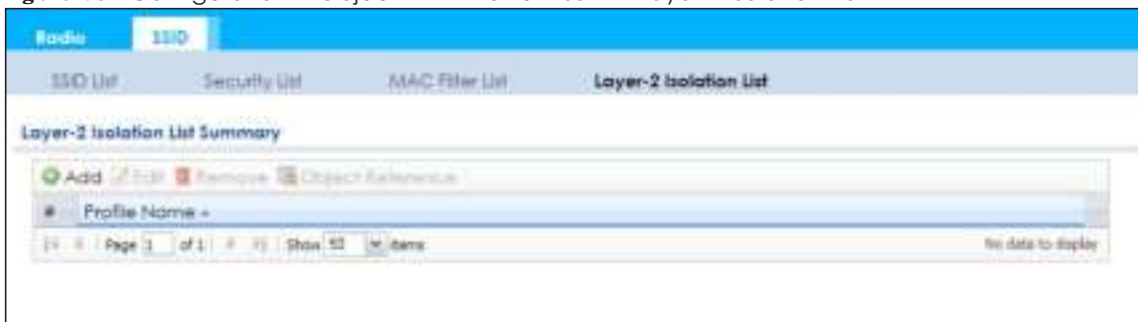 Radio SSID
SSID List Security List MAC Filter List Layer-2 Isolation List
Layer-2 Isolation List Summary
Add Edit Remove Object Reference
# Profile Name
Page 1 of 1 Show 50 items No data to display